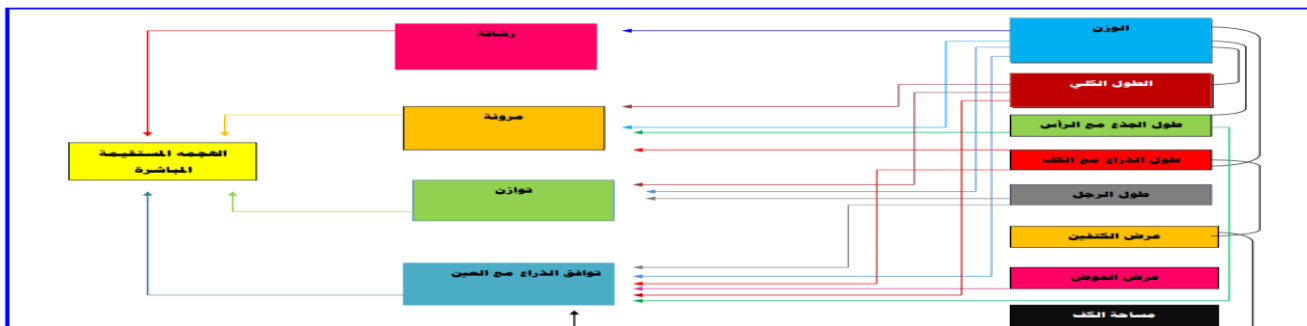 الوزن
الطول الكلي
طول الجذع مع الرأس
طول الذراع مع الكف
طول الرجل
عرض الكتفين
عرض الحوض
مساحة الكف
رشاقة
مرونة
توازن
توافق الذراع مع العين
الهجمه المستقيمة
المباشرة